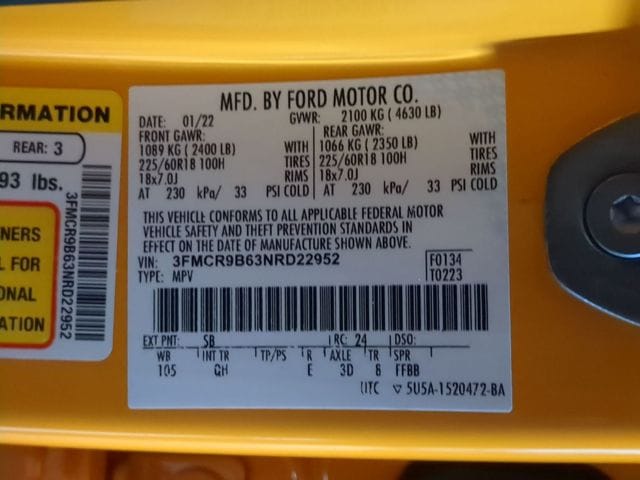 ORMATION
REAR: 3
93 lbs.
NERS
L FOR
ONAL
ATION
3FMCR9B63NRD22952
MFD. BY FORD MOTOR CO.
DATE: 01/22 GVWR: 2100 KG ( 4630 LB)
FRONT GAWR: REAR GAWR:
1089 KG ( 2400 LB) WITH 1066 KG ( 2350 LB) WITH
225/60R18 100H TIRES 225/60R18 100H TIRES
18x7.0J RIMS 18x7.0J RIMS
AT 230 kPa/ 33 PSI COLD AT 230 kPa/ 33 PSI COLD
THIS VEHICLE CONFORMS TO ALL APPLICABLE FEDERAL MOTOR
VEHICLE SAFETY AND THEFT PREVENTION STANDARDS IN
EFFECT ON THE DATE OF MANUFACTURE SHOWN ABOVE.
VIN: 3FMCR9B63NRD22952 F0134
TYPE: MPV T0223
EXT PNT: SB RC: 24 DSO:
WB INT TR TP/PS R AXLE TR SPR
105 GH E 3D 8 FFBB
UTC ▽ 5U5A-1520472-BA